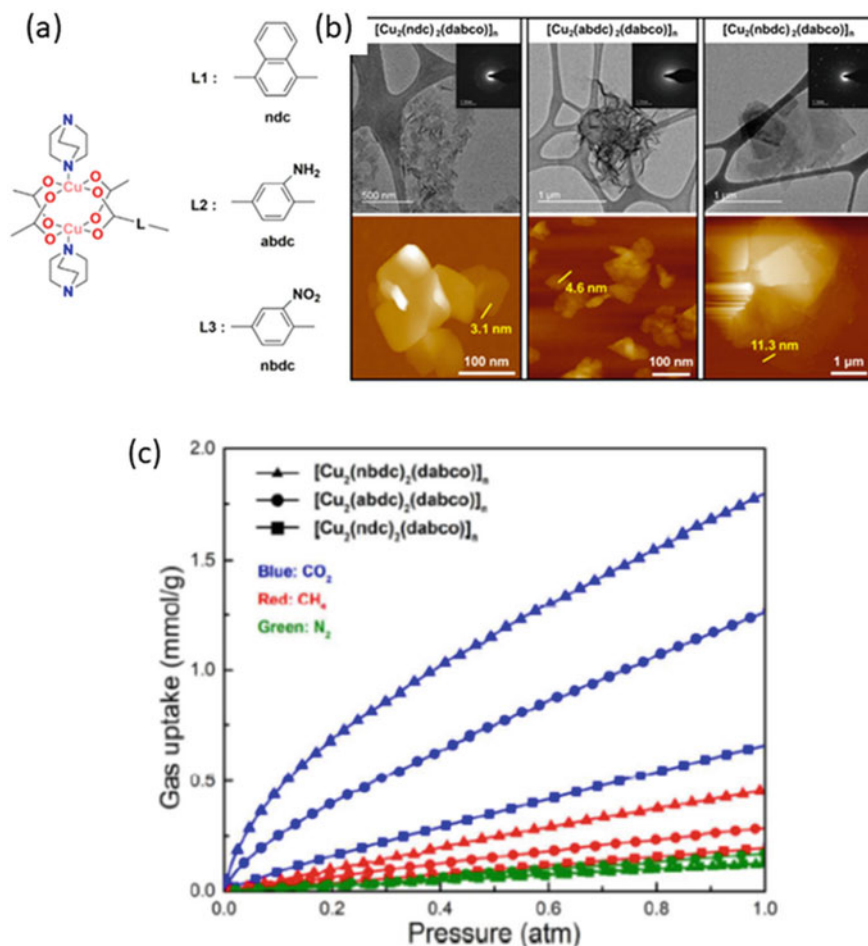 (a)
N
N
O O
Cu
O O
O O
Cu
O O
L
N
N
L1 :
ndc
L2 :
NH2
abdc
L3 :
NO2
nbdc
(b)
[Cu2(ndc)2(dabco)]n
[Cu2(abdc)2(dabco)]n
[Cu2(nbdc)2(dabco)]n
500 nm
1 µm
1 µm
3.1 nm
100 nm
4.6 nm
100 nm
11.3 nm
1 µm
(c)
[Cu2(nbdc)2(dabco)]n
[Cu2(abdc)2(dabco)]n
[Cu2(ndc)2(dabco)]n
Blue: CO2
Red: CH4
Green: N2
Gas uptake (mmol/g)
2.0
1.5
1.0
0.5
0.0
0.0 0.2 0.4 0.6 0.8 1.0
Pressure (atm)